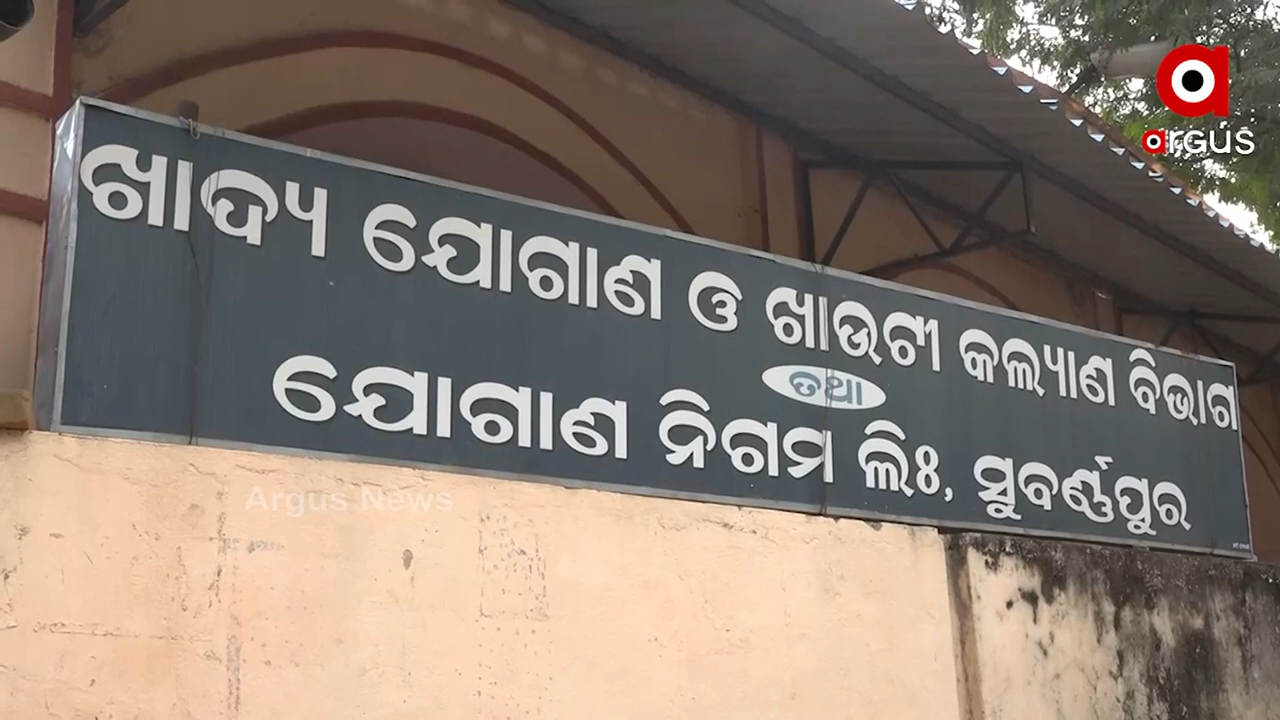 ଖାଦ୍ୟ ଯୋଗାଣ ଓ ଖାଉଟୀ କଲ୍ୟାଣ ବିଭାଗ
ତଥା
ଯୋଗାଣ ନିଗମ ଲିଃ, ସୁବର୍ଣ୍ଣପୁର
argus
Argus News